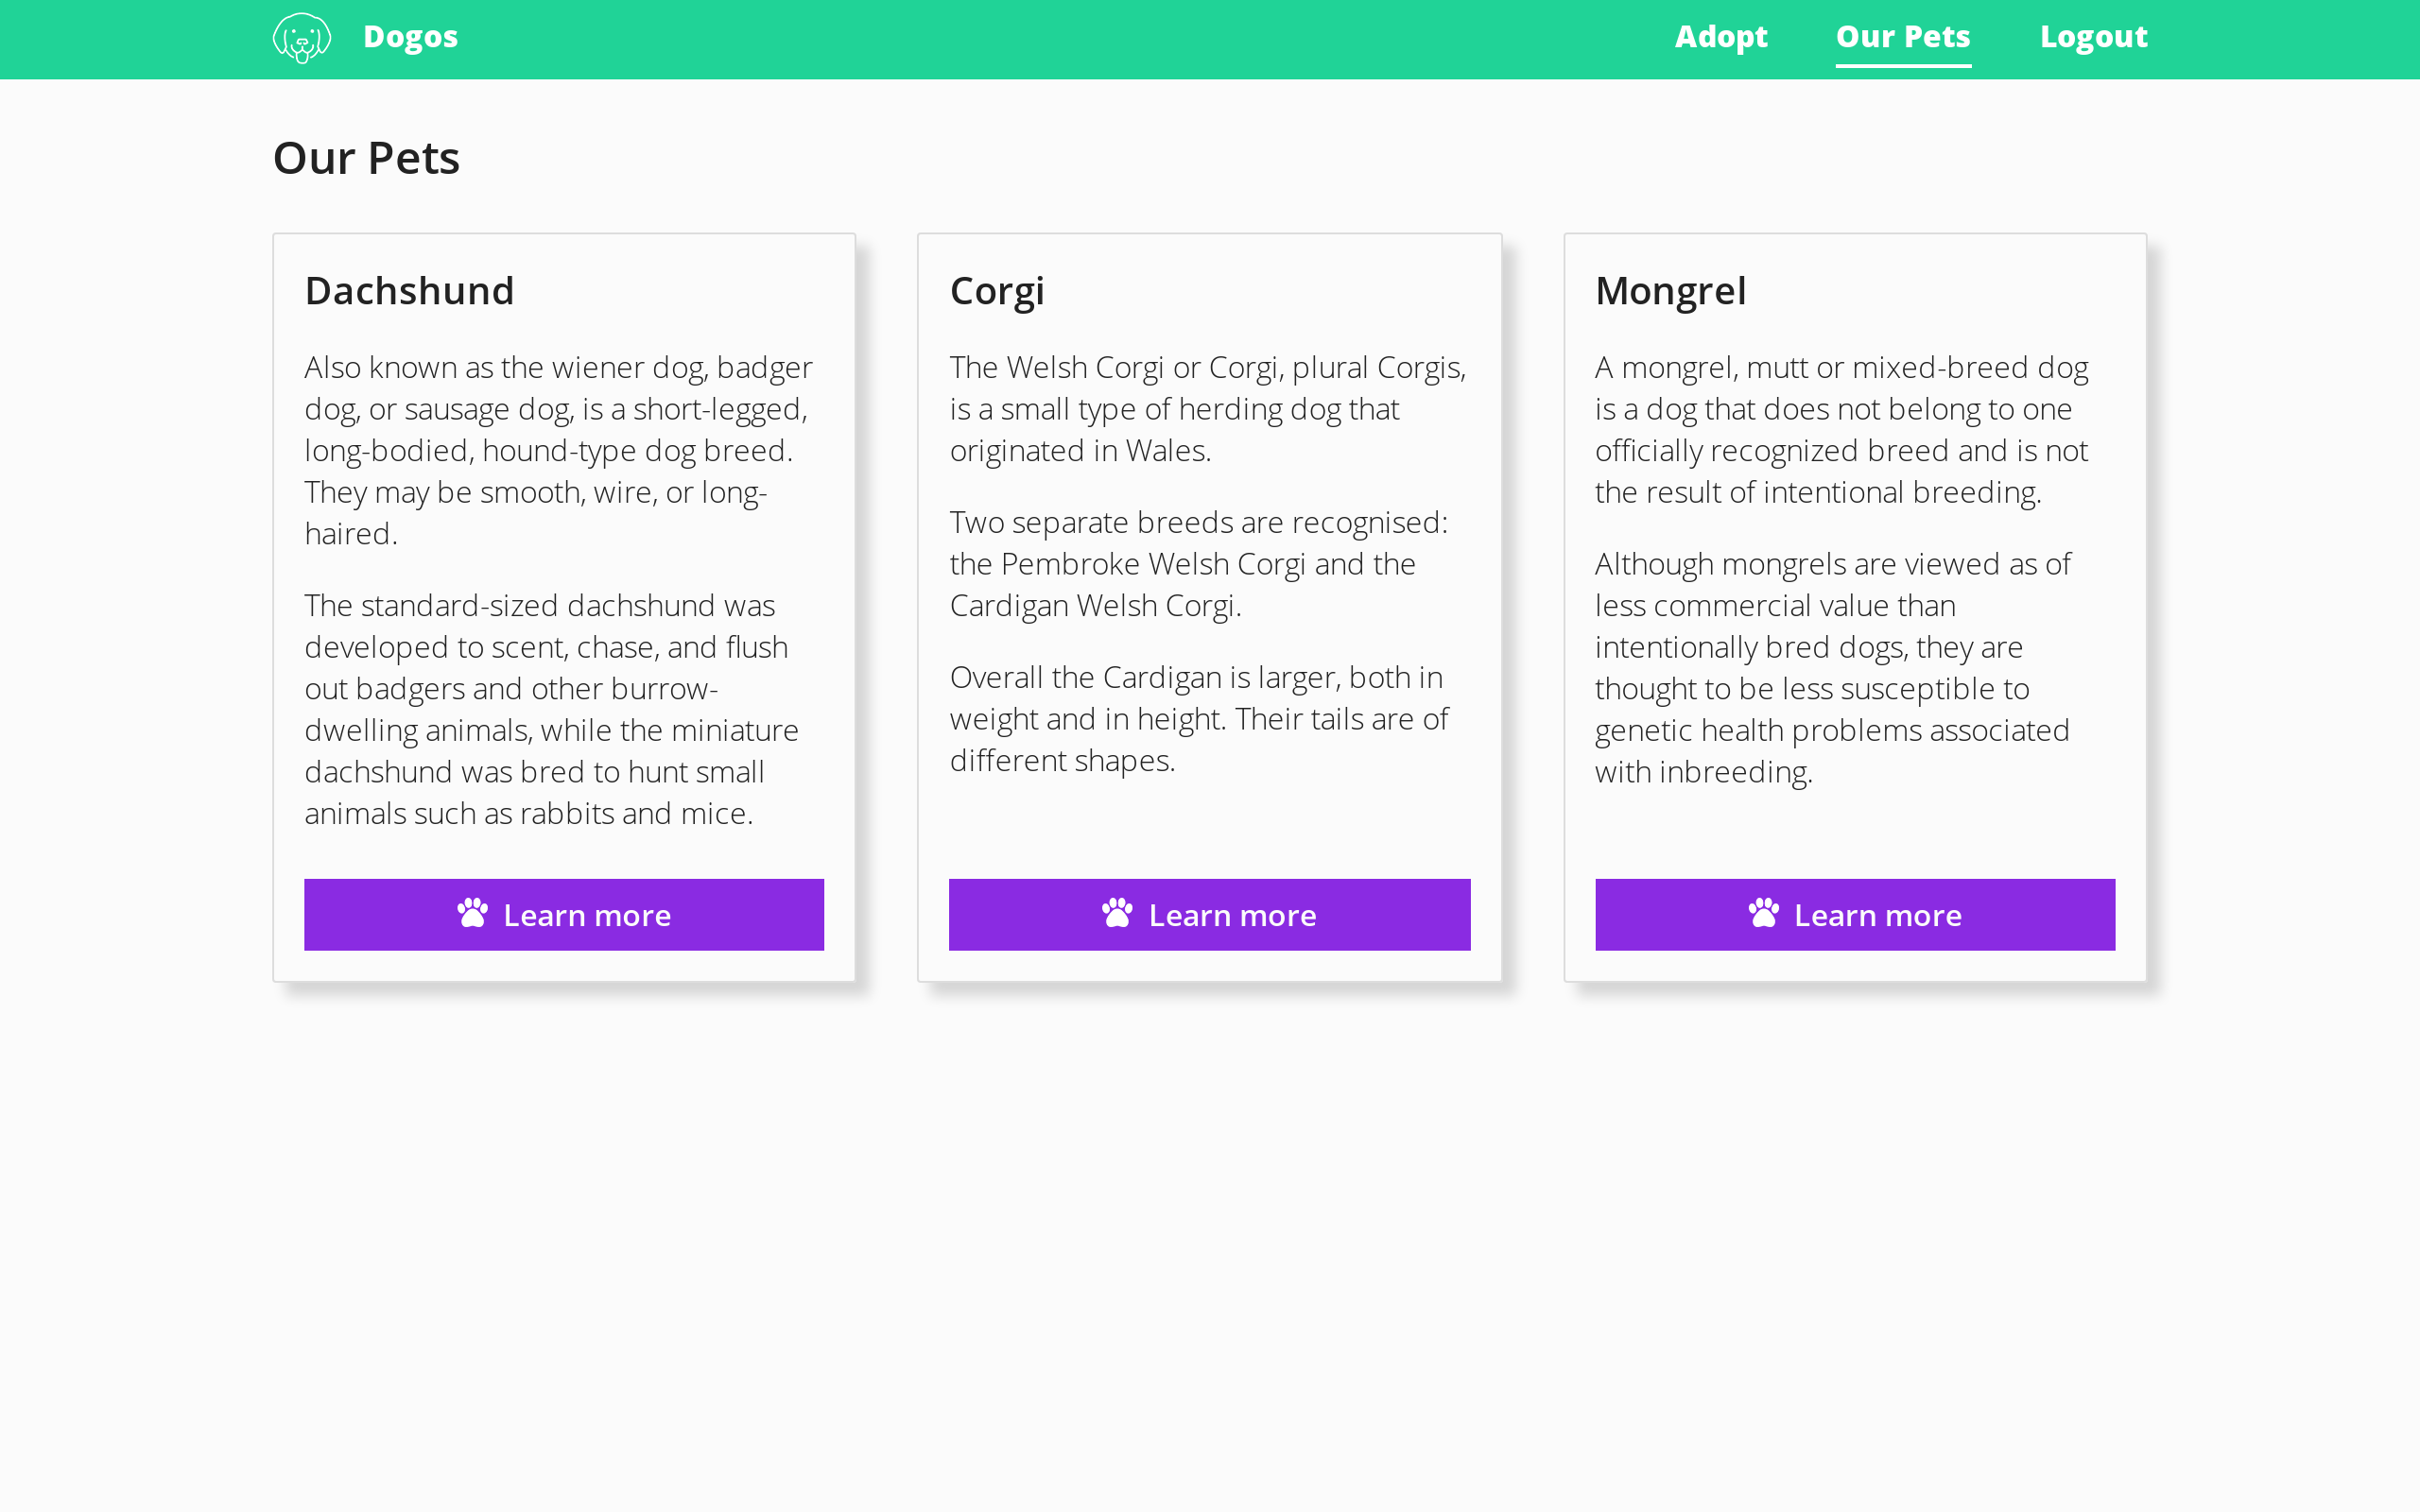 Dogos
Adopt
Our Pets
Logout
Our Pets
Dachshund
Also known as the wiener dog, badger
dog, or sausage dog, is a short-legged,
long-bodied, hound-type dog breed.
They may be smooth, wire, or long-
haired.
The standard-sized dachshund was
developed to scent, chase, and flush
out badgers and other burrow-
dwelling animals, while the miniature
dachshund was bred to hunt small
animals such as rabbits and mice.
Learn more
Corgi
The Welsh Corgi or Corgi, plural Corgis,
is a small type of herding dog that
originated in Wales.
Two separate breeds are recognised:
the Pembroke Welsh Corgi and the
Cardigan Welsh Corgi.
Overall the Cardigan is larger, both in
weight and in height. Their tails are of
different shapes.
Learn more
Mongrel
A mongrel, mutt or mixed-breed dog
is a dog that does not belong to one
officially recognized breed and is not
the result of intentional breeding.
Although mongrels are viewed as of
less commercial value than
intentionally bred dogs, they are
thought to be less susceptible to
genetic health problems associated
with inbreeding.
Learn more